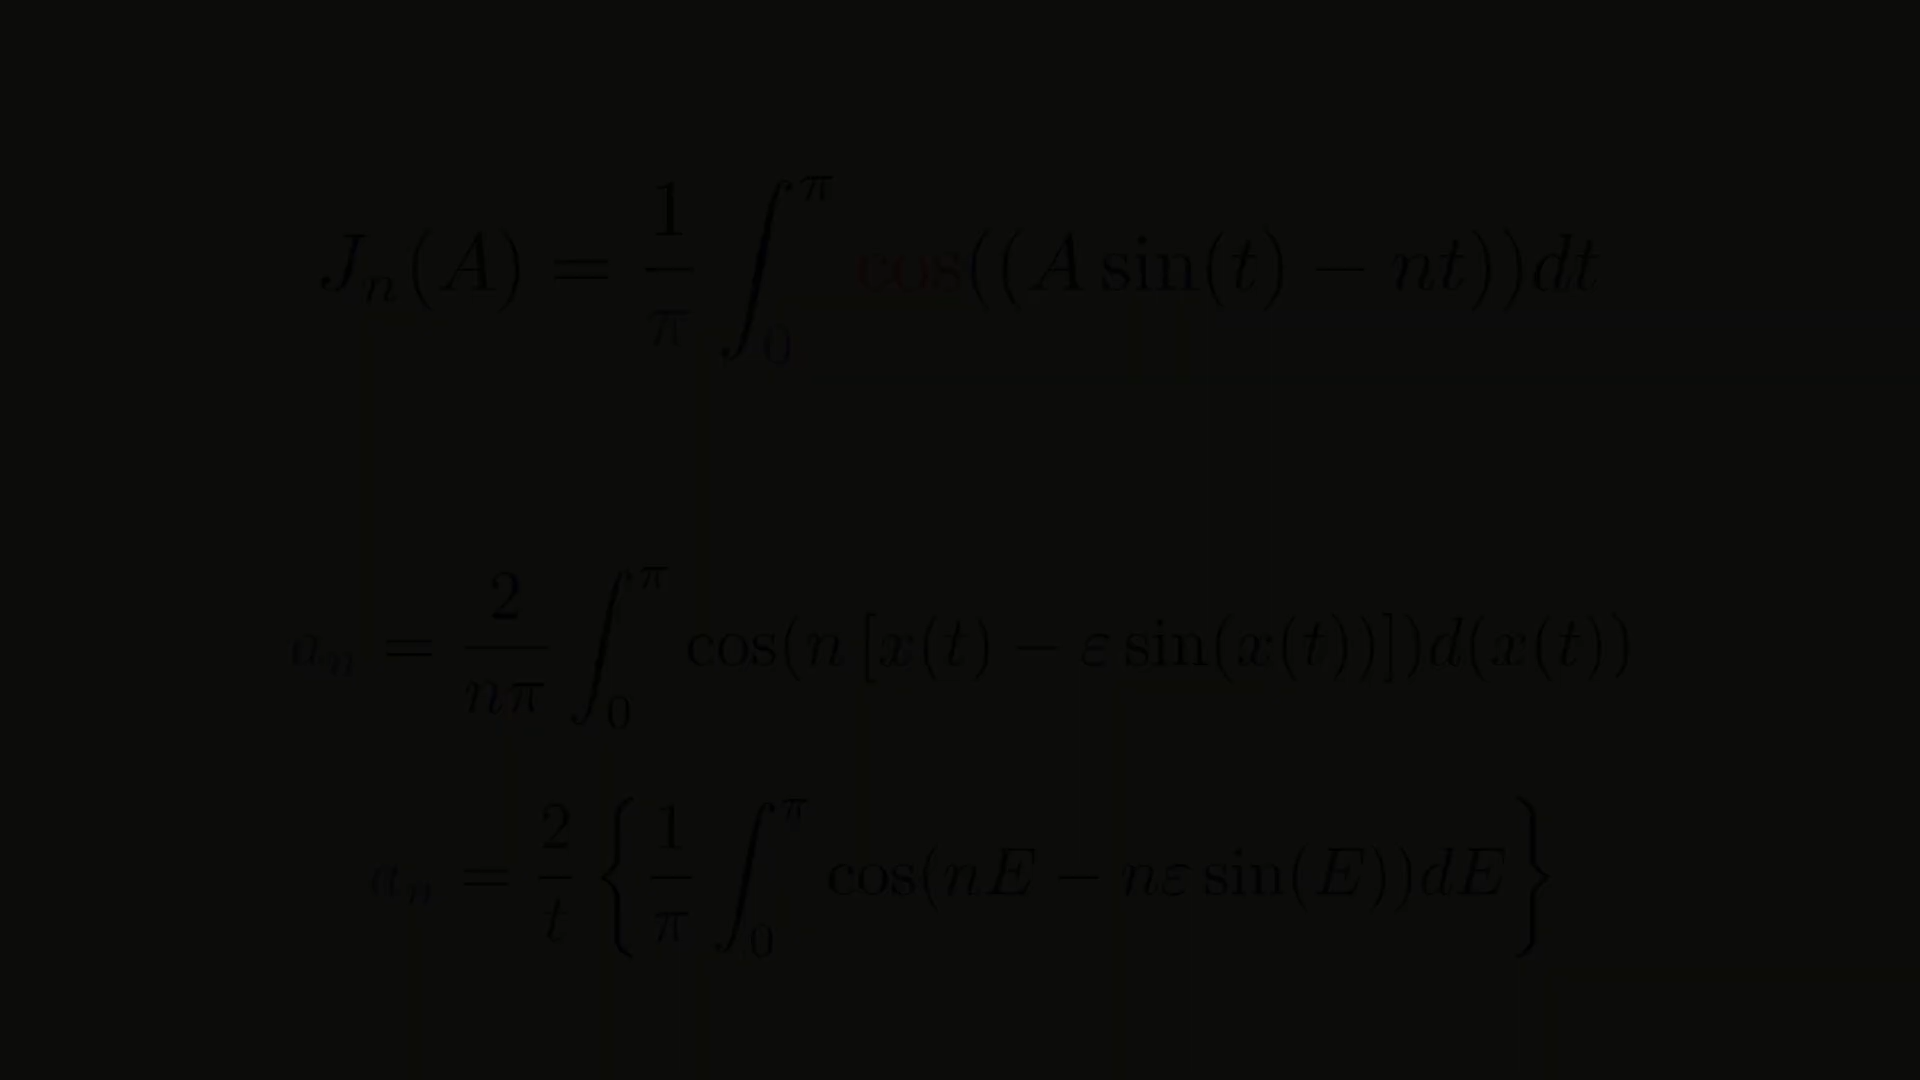 J_n(A) = \frac{1}{\pi} \int_0^{\pi} \cos((A \sin(t) - nt))dt
a_n = \frac{2}{n\pi} \int_0^{\pi} \cos(n[x(t) - \varepsilon \sin(x(t))])d(x(t))
a_n = \frac{2}{t} \left\{ \frac{1}{\pi} \int_0^{\pi} \cos(nE - n\varepsilon \sin(E))dE \right\}